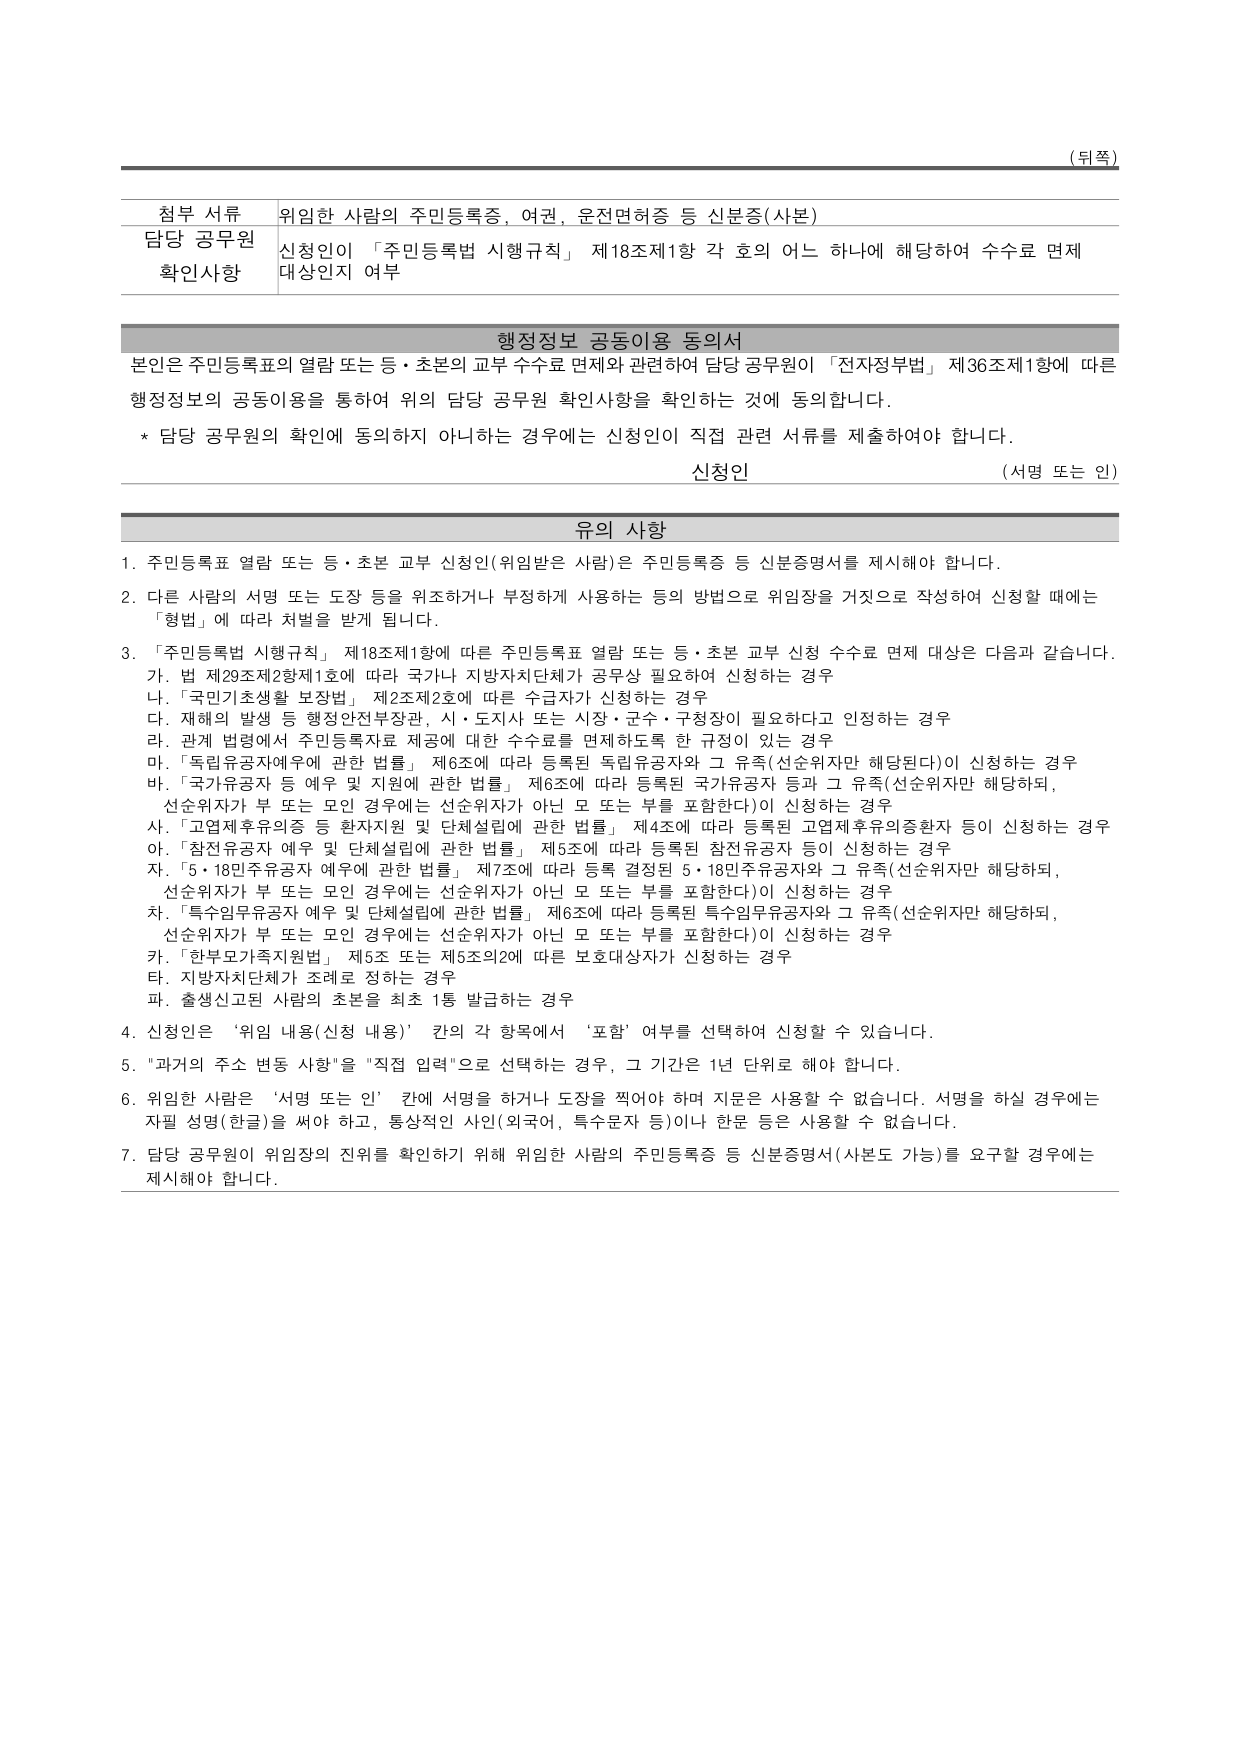 (뒤쪽)
첨부 서류 위임한 사람의 주민등록증, 여권, 운전면허증 등 신분증(사본)
담당 공무원
확인사항
신청인이 「주민등록법 시행규칙」 제18조제1항 각 호의 어느 하나에 해당하여 수수료 면제
대상인지 여부
행정정보 공동이용 동의서
본인은 주민등록표의 열람 또는 등・초본의 교부 수수료 면제와 관련하여 담당 공무원이 「전자정부법」 제36조제1항에 따른
행정정보의 공동이용을 통하여 위의 담당 공무원 확인사항을 확인하는 것에 동의합니다.
* 담당 공무원의 확인에 동의하지 아니하는 경우에는 신청인이 직접 관련 서류를 제출하여야 합니다.
신청인 (서명 또는 인)
유의 사항
1. 주민등록표 열람 또는 등・초본 교부 신청인(위임받은 사람)은 주민등록증 등 신분증명서를 제시해야 합니다.
2. 다른 사람의 서명 또는 도장 등을 위조하거나 부정하게 사용하는 등의 방법으로 위임장을 거짓으로 작성하여 신청할 때에는
「형법」에 따라 처벌을 받게 됩니다.
3. 「주민등록법 시행규칙」 제18조제1항에 따른 주민등록표 열람 또는 등・초본 교부 신청 수수료 면제 대상은 다음과 같습니다.
가. 법 제29조제2항제1호에 따라 국가나 지방자치단체가 공무상 필요하여 신청하는 경우
나.「국민기초생활 보장법」 제2조제2호에 따른 수급자가 신청하는 경우
다. 재해의 발생 등 행정안전부장관, 시・도지사 또는 시장・군수・구청장이 필요하다고 인정하는 경우
라. 관계 법령에서 주민등록자료 제공에 대한 수수료를 면제하도록 한 규정이 있는 경우
마.「독립유공자예우에 관한 법률」 제6조에 따라 등록된 독립유공자와 그 유족(선순위자만 해당된다)이 신청하는 경우
바.「국가유공자 등 예우 및 지원에 관한 법률」 제6조에 따라 등록된 국가유공자 등과 그 유족(선순위자만 해당하되,
선순위자가 부 또는 모인 경우에는 선순위자가 아닌 모 또는 부를 포함한다)이 신청하는 경우
사.「고엽제후유의증 등 환자지원 및 단체설립에 관한 법률」 제4조에 따라 등록된 고엽제후유의증환자 등이 신청하는 경우
아.「참전유공자 예우 및 단체설립에 관한 법률」 제5조에 따라 등록된 참전유공자 등이 신청하는 경우
자.「5・18민주유공자 예우에 관한 법률」 제7조에 따라 등록 결정된 5・18민주유공자와 그 유족(선순위자만 해당하되,
선순위자가 부 또는 모인 경우에는 선순위자가 아닌 모 또는 부를 포함한다)이 신청하는 경우
차.「특수임무유공자 예우 및 단체설립에 관한 법률」 제6조에 따라 등록된 특수임무유공자와 그 유족(선순위자만 해당하되,
선순위자가 부 또는 모인 경우에는 선순위자가 아닌 모 또는 부를 포함한다)이 신청하는 경우
카.「한부모가족지원법」 제5조 또는 제5조의2에 따른 보호대상자가 신청하는 경우
타. 지방자치단체가 조례로 정하는 경우
파. 출생신고된 사람의 초본을 최초 1통 발급하는 경우
4. 신청인은 ‘위임 내용(신청 내용)’ 칸의 각 항목에서 ‘포함’여부를 선택하여 신청할 수 있습니다.
5. "과거의 주소 변동 사항"을 "직접 입력"으로 선택하는 경우, 그 기간은 1년 단위로 해야 합니다.
6. 위임한 사람은 ‘서명 또는 인’ 칸에 서명을 하거나 도장을 찍어야 하며 지문은 사용할 수 없습니다. 서명을 하실 경우에는
자필 성명(한글)을 써야 하고, 통상적인 사인(외국어, 특수문자 등)이나 한문 등은 사용할 수 없습니다.
7. 담당 공무원이 위임장의 진위를 확인하기 위해 위임한 사람의 주민등록증 등 신분증명서(사본도 가능)를 요구할 경우에는
제시해야 합니다.